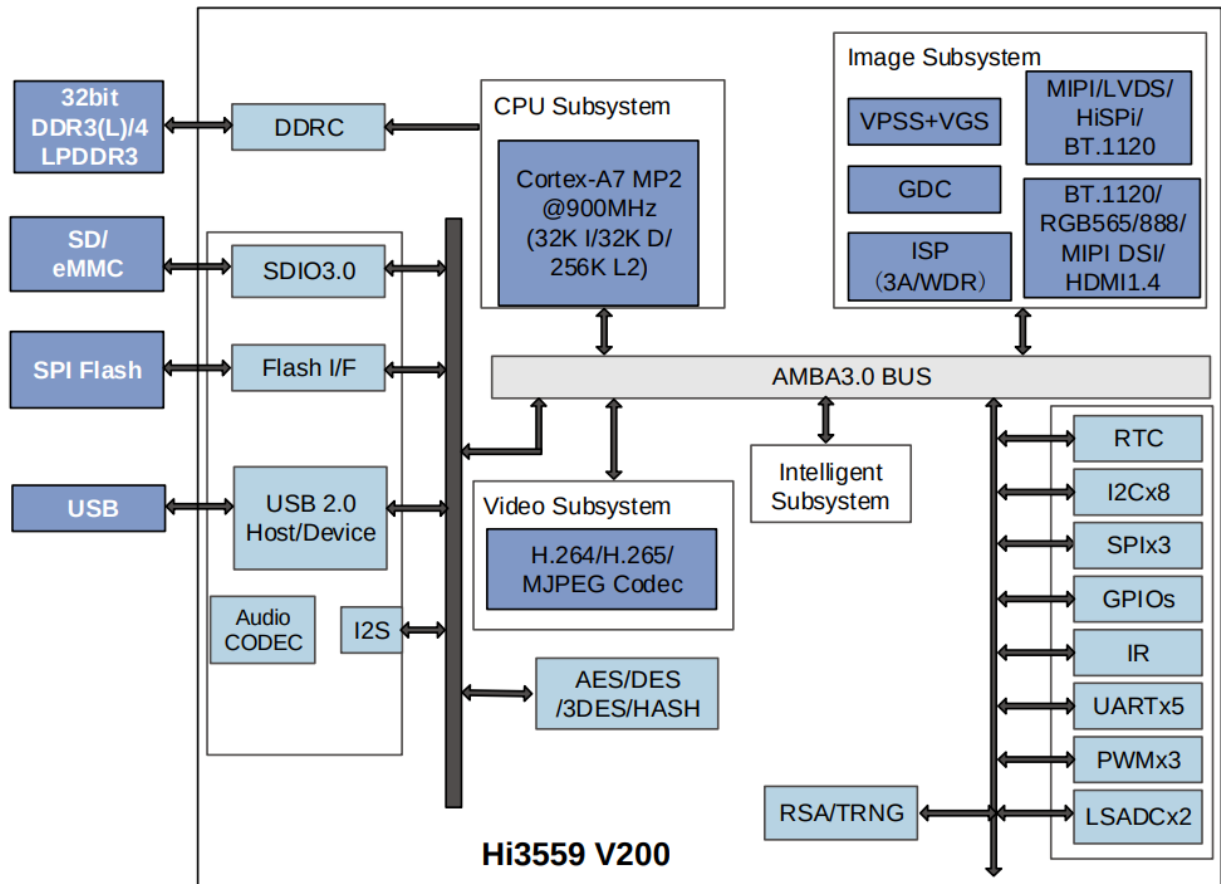 32bit
DDR3(L)/4
LPDDR3
DDRC
CPU Subsystem
Cortex-A7 MP2
@900MHz
(32K I/32K D/
256K L2)
Image Subsystem
VPSS+VGS
GDC
ISP
（3A/WDR）
MIPI/LVDS/
HiSPi/
BT.1120
BT.1120/
RGB565/888/
MIPI DSI/
HDMI1.4
SD/
eMMC
SDIO3.0
SPI Flash
Flash I/F
AMBA3.0 BUS
USB
USB 2.0
Host/Device
Audio
CODEC
I2S
Video Subsystem
H.264/H.265/
MJPEG Codec
Intelligent
Subsystem
AES/DES
/3DES/HASH
RTC
I2Cx8
SPIx3
GPIOs
IR
UARTx5
PWMx3
LSADCx2
RSA/TRNG
Hi3559 V200